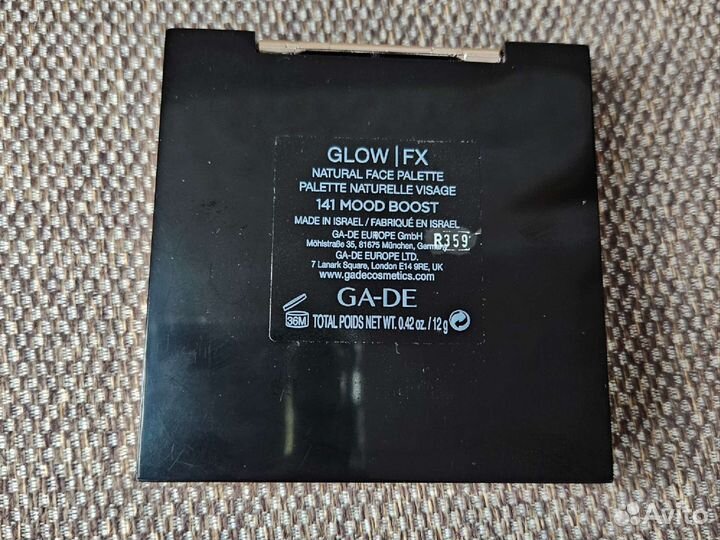 GLOW | FX
NATURAL FACE PALETTE
PALETTE NATURELLE VISAGE
141 MOOD BOOST
MADE IN ISRAEL / FABRIQUÉ EN ISRAEL
GA-DE EUROPE GmbH
Möhlstraße 35, 81675 München, Germany
R359
GA-DE EUROPE LTD.
7 Lanark Square, London E14 9RE, UK
www.gadecosmetics.com
GA-DE
36M TOTAL POIDS NET WT. 0.42 oz. / 12 g
Avito